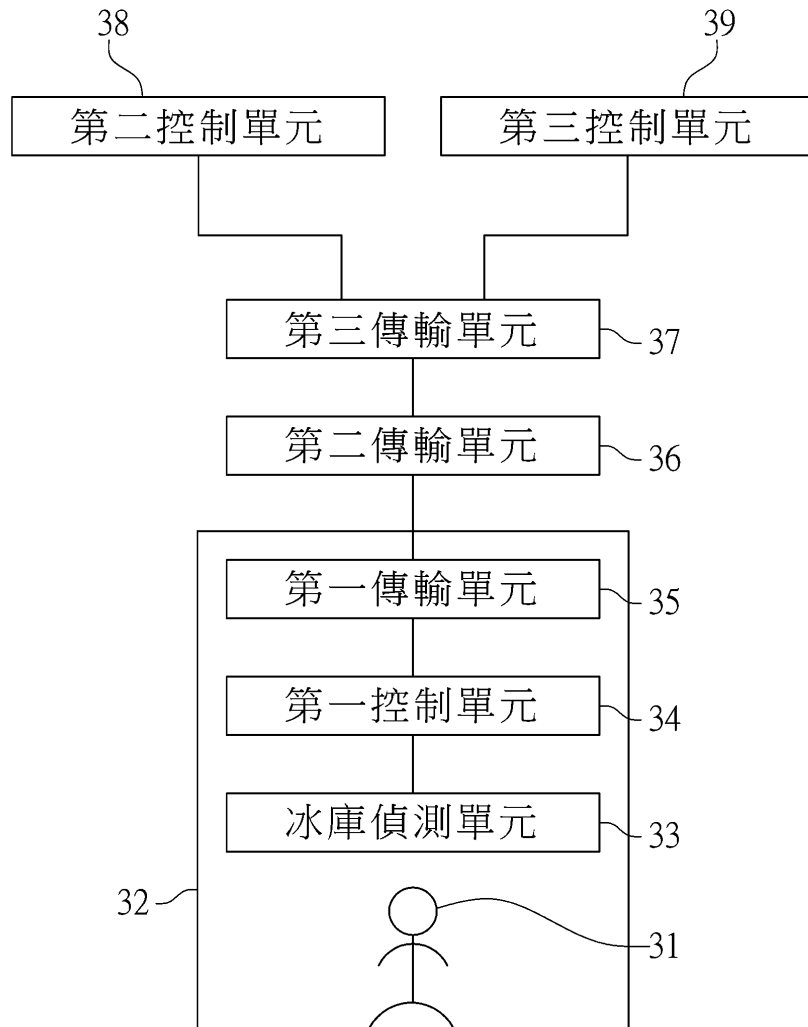 38
39
第二控制單元
第三控制單元
第三傳輸單元
37
第二傳輸單元
36
第一傳輸單元
35
第一控制單元
34
冰庫偵測單元
33
32
31